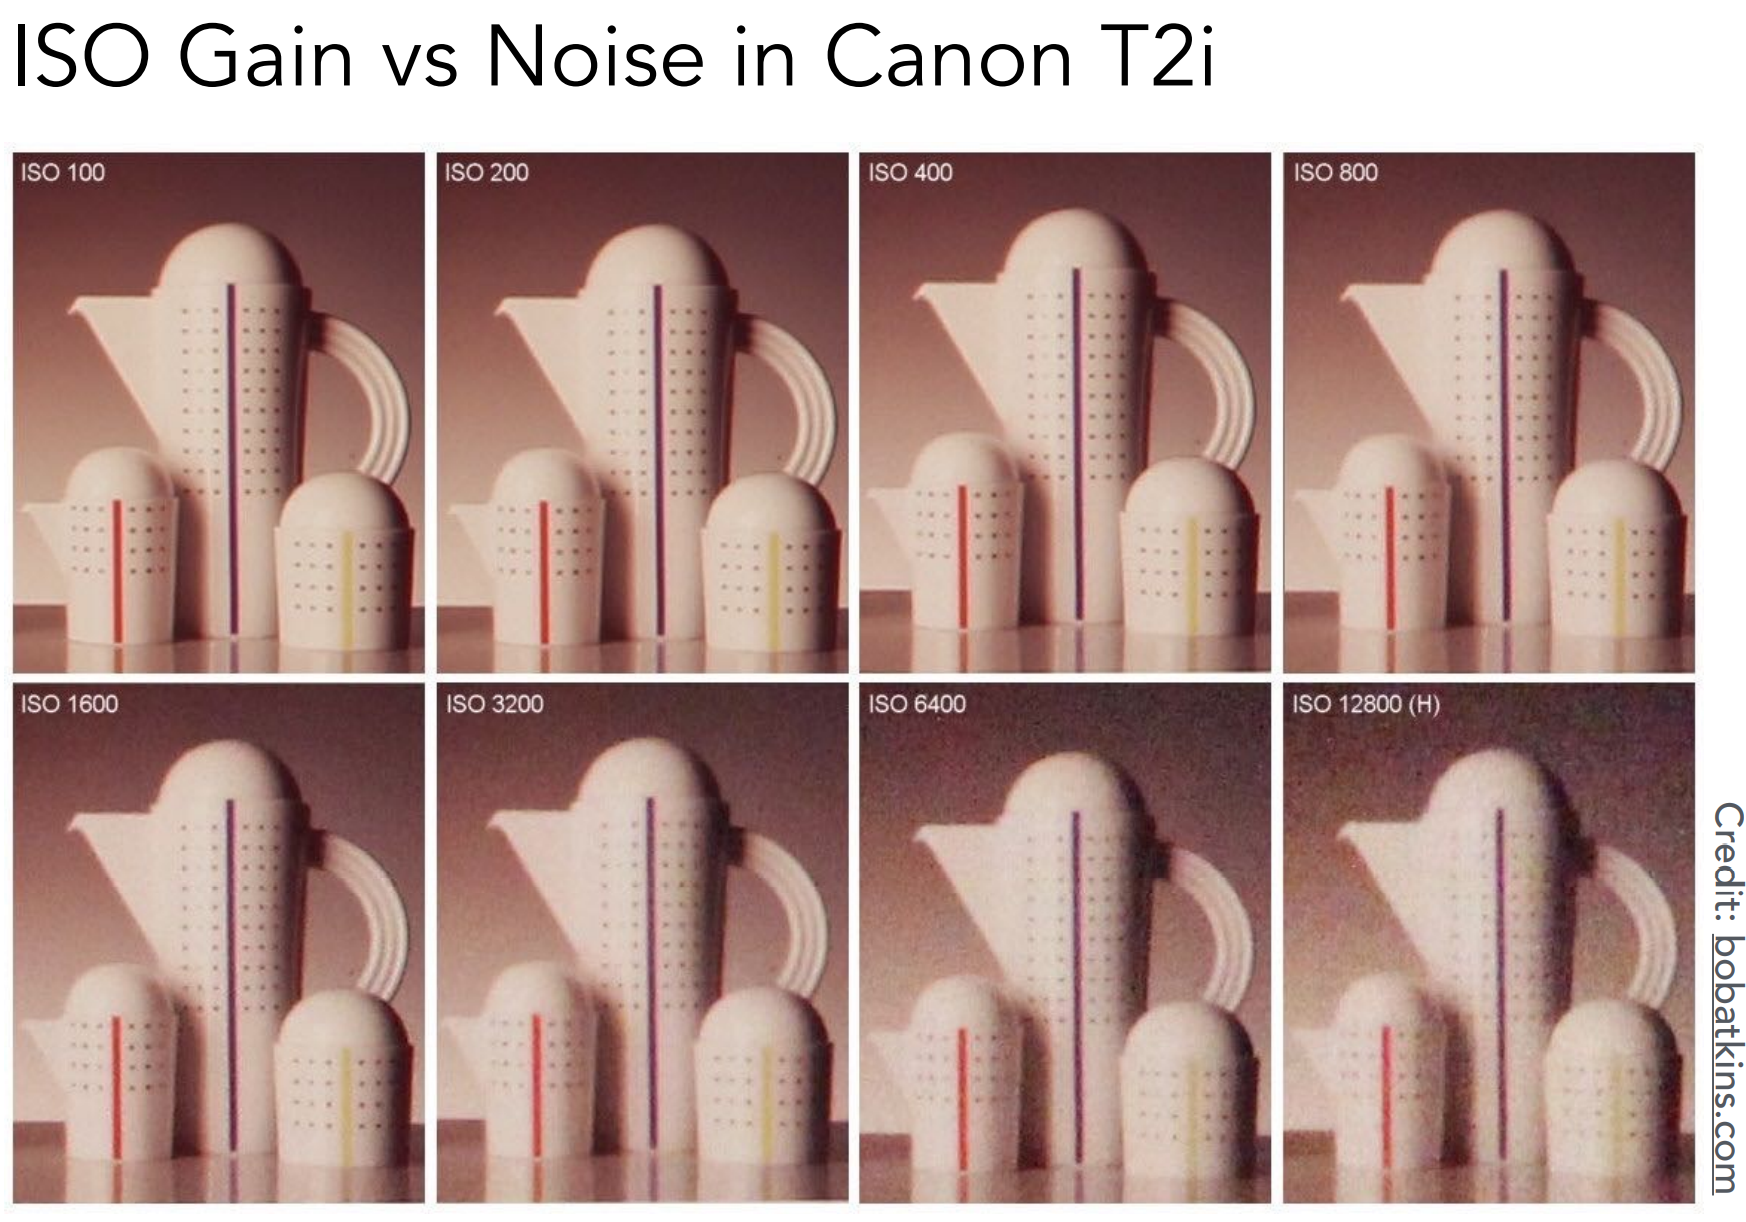 ISO Gain vs Noise in Canon T2i
ISO 100
ISO 200
ISO 400
ISO 800
ISO 1600
ISO 3200
ISO 6400
ISO 12800 (H)
Credit: bobatkins.com